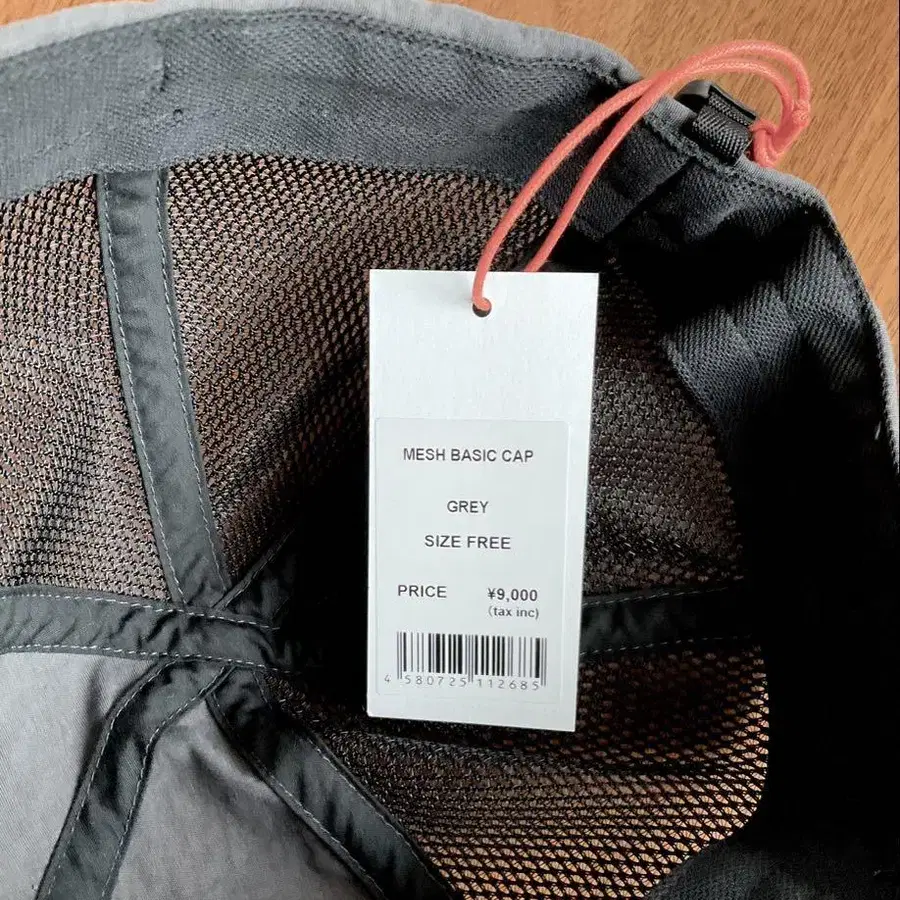 MESH BASIC CAP
GREY
SIZE FREE
PRICE ¥9,000
(tax inc)
4 580725 112685